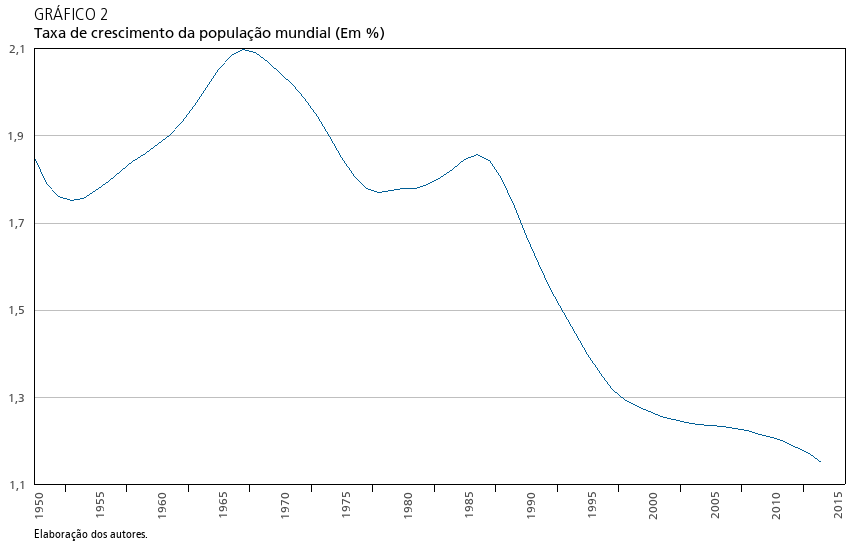 GRÁFICO 2
Taxa de crescimento da população mundial (Em %)
2,1
1,9
1,7
1,5
1,3
1,1
1950 1955 1960 1965 1970 1975 1980 1985 1990 1995 2000 2005 2010 2015
Elaboração dos autores.